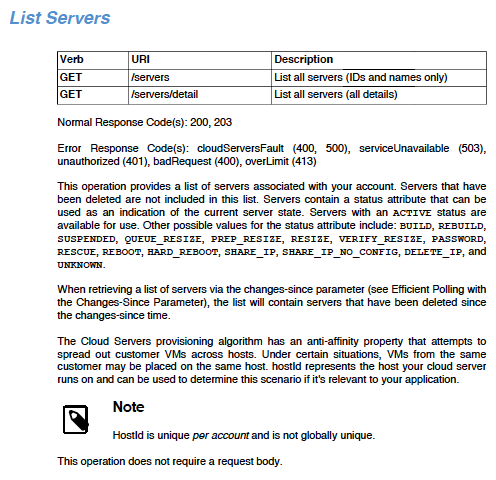 List Servers
Verb URI Description
GET /servers List all servers (IDs and names only)
GET /servers/detail List all servers (all details)
Normal Response Code(s): 200, 203
Error Response Code(s): cloudServersFault (400, 500), serviceUnavailable (503),
unauthorized (401), badRequest (400), overLimit (413)
This operation provides a list of servers associated with your account. Servers that have
been deleted are not included in this list. Servers contain a status attribute that can be
used as an indication of the current server state. Servers with an ACTIVE status are
available for use. Other possible values for the status attribute include: BUILD, REBUILD,
SUSPENDED, QUEUE_RESIZE, PREP_RESIZE, RESIZE, VERIFY_RESIZE, PASSWORD,
RESCUE, REBOOT, HARD_REBOOT, SHARE_IP, SHARE_IP_NO_CONFIG, DELETE_IP, and
UNKNOWN.
When retrieving a list of servers via the changes-since parameter (see Efficient Polling with
the Changes-Since Parameter), the list will contain servers that have been deleted since
the changes-since time.
The Cloud Servers provisioning algorithm has an anti-affinity property that attempts to
spread out customer VMs across hosts. Under certain situations, VMs from the same
customer may be placed on the same host. hostId represents the host your cloud server
runs on and can be used to determine this scenario if it's relevant to your application.
Note
HostId is unique per account and is not globally unique.
This operation does not require a request body.